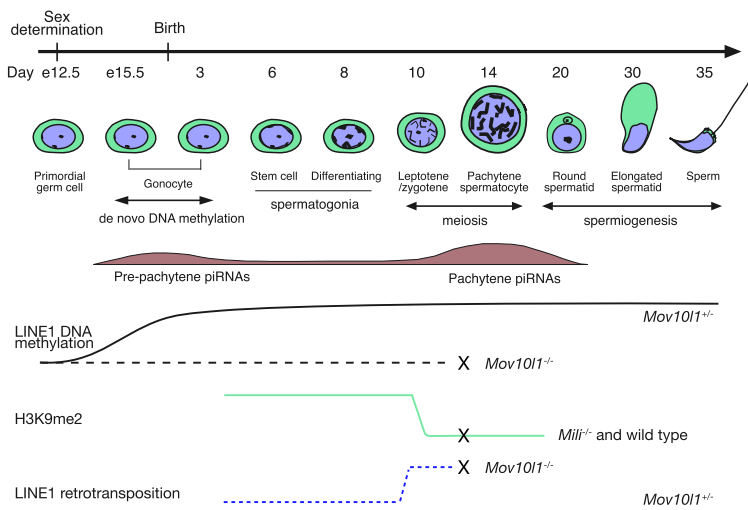 Sex
determination
Birth
Day e12.5 e15.5 3 6 8 10 14 20 30 35
Primordial
germ cell
Gonocyte
Stem cell
Differentiating
Leptotene
/zygotene
Pachytene
spermatocyte
Round
spermatid
Elongated
spermatid
Sperm
de novo DNA methylation
spermatogonia
meiosis
spermiogenesis
Pre-pachytene piRNAs
Pachytene piRNAs
LINE1 DNA
methylation
Mov10l1+/-
X Mov10l1-/-
H3K9me2
X
Mili-/- and wild type
X Mov10l1-/-
LINE1 retrotransposition
Mov10l1+/-